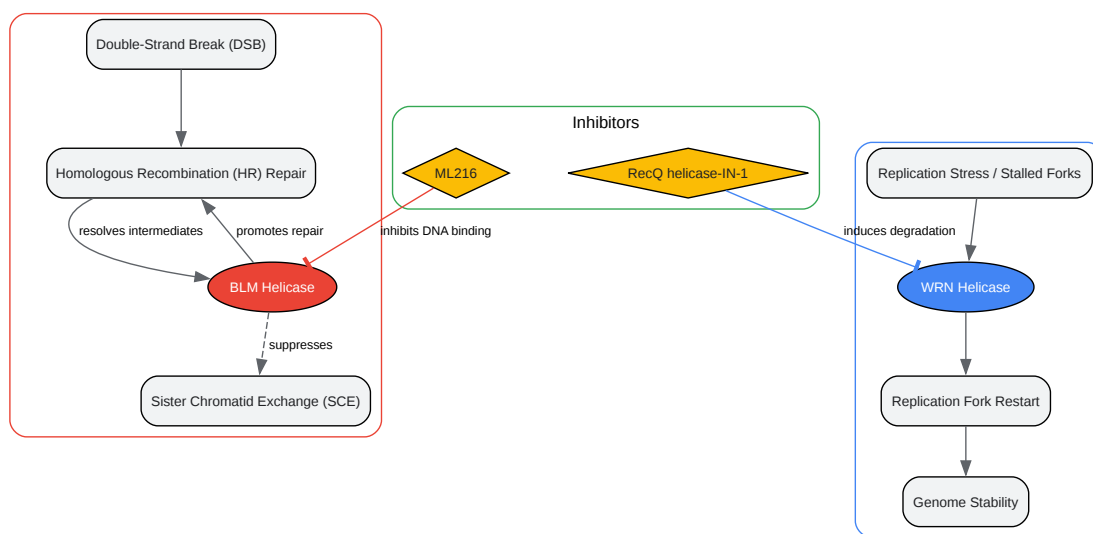 Double-Strand Break (DSB)
Inhibitors
ML216
RecQ helicase-IN-1
Homologous Recombination (HR) Repair
Replication Stress / Stalled Forks
resolves intermediates
promotes repair
inhibits DNA binding
induces degradation
BLM Helicase
WRN Helicase
suppresses
Sister Chromatid Exchange (SCE)
Replication Fork Restart
Genome Stability